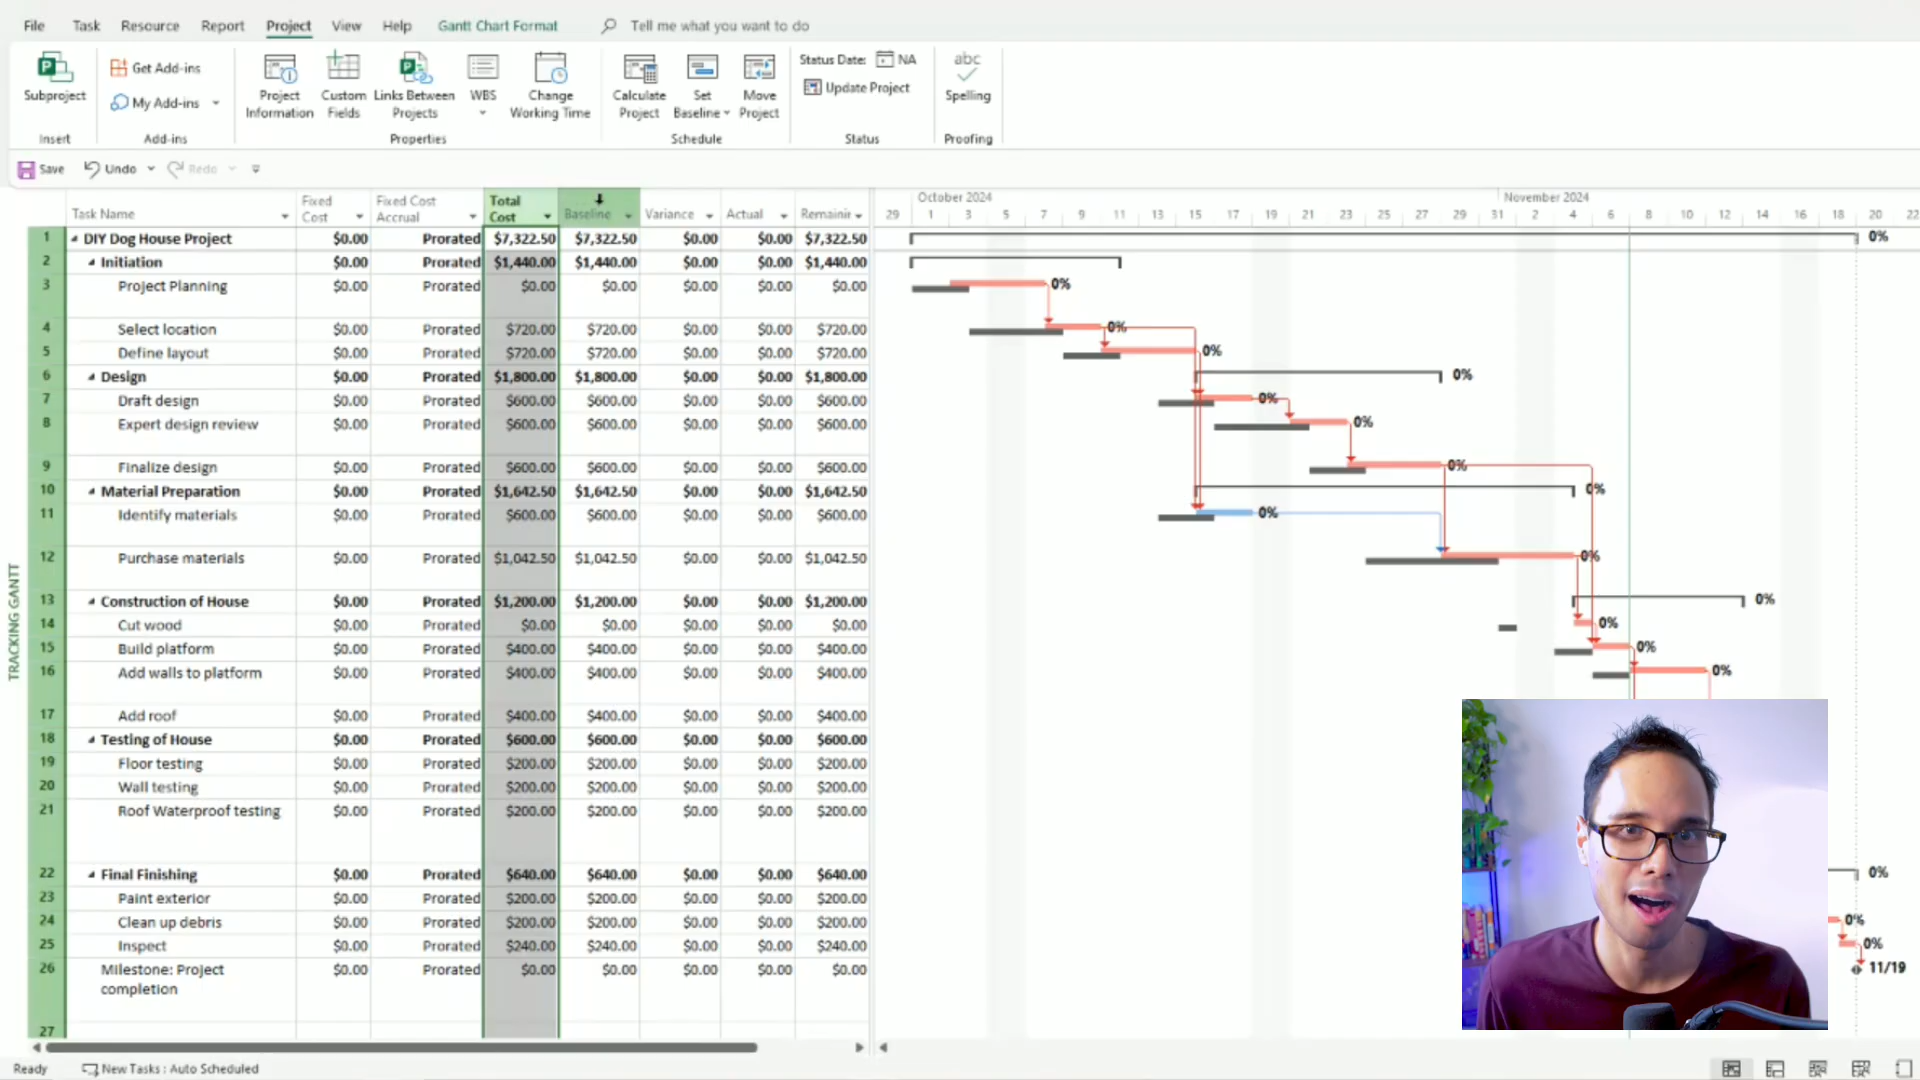 File Task Resource Report Project View Help Gantt Chart Format Tell me what you want to do
Subproject
Get Add-ins
My Add-ins
Project Information
Custom Fields
Links Between Projects
WBS
Change Working Time
Calculate Project
Set Baseline
Move Project
Status Date: NA
Update Project
abc
Spelling
Insert Add-ins Properties Schedule Status Proofing
Save Undo Redo
Task Name Fixed Cost Fixed Cost Accrual Total Cost Baseline Variance Actual Remainir
October 2024 November 2024
29 1 3 5 7 9 11 13 15 17 19 21 23 25 27 29 31 2 4 6 8 10 12 14 16 18 20 22
1 DIY Dog House Project $0.00 Prorated $7,322.50 $7,322.50 $0.00 $0.00 $7,322.50 0%
2 Initiation $0.00 Prorated $1,440.00 $1,440.00 $0.00 $0.00 $1,440.00
3 Project Planning $0.00 Prorated $0.00 $0.00 $0.00 $0.00 $0.00 0%
4 Select location $0.00 Prorated $720.00 $720.00 $0.00 $0.00 $720.00 0%
5 Define layout $0.00 Prorated $720.00 $720.00 $0.00 $0.00 $720.00 0%
6 Design $0.00 Prorated $1,800.00 $1,800.00 $0.00 $0.00 $1,800.00 0%
7 Draft design $0.00 Prorated $600.00 $600.00 $0.00 $0.00 $600.00 0%
8 Expert design review $0.00 Prorated $600.00 $600.00 $0.00 $0.00 $600.00 0%
9 Finalize design $0.00 Prorated $600.00 $600.00 $0.00 $0.00 $600.00 0%
10 Material Preparation $0.00 Prorated $1,642.50 $1,642.50 $0.00 $0.00 $1,642.50 0%
11 Identify materials $0.00 Prorated $600.00 $600.00 $0.00 $0.00 $600.00 0%
12 Purchase materials $0.00 Prorated $1,042.50 $1,042.50 $0.00 $0.00 $1,042.50 0%
13 Construction of House $0.00 Prorated $1,200.00 $1,200.00 $0.00 $0.00 $1,200.00 0%
14 Cut wood $0.00 Prorated $0.00 $0.00 $0.00 $0.00 $0.00 0%
15 Build platform $0.00 Prorated $400.00 $400.00 $0.00 $0.00 $400.00 0%
16 Add walls to platform $0.00 Prorated $400.00 $400.00 $0.00 $0.00 $400.00 0%
17 Add roof $0.00 Prorated $400.00 $400.00 $0.00 $0.00 $400.00
18 Testing of House $0.00 Prorated $600.00 $600.00 $0.00 $0.00 $600.00
19 Floor testing $0.00 Prorated $200.00 $200.00 $0.00 $0.00 $200.00
20 Wall testing $0.00 Prorated $200.00 $200.00 $0.00 $0.00 $200.00
21 Roof Waterproof testing $0.00 Prorated $200.00 $200.00 $0.00 $0.00 $200.00
22 Final Finishing $0.00 Prorated $640.00 $640.00 $0.00 $0.00 $640.00 0%
23 Paint exterior $0.00 Prorated $200.00 $200.00 $0.00 $0.00 $200.00
24 Clean up debris $0.00 Prorated $200.00 $200.00 $0.00 $0.00 $200.00 0%
25 Inspect $0.00 Prorated $240.00 $240.00 $0.00 $0.00 $240.00 0%
26 Milestone: Project $0.00 Prorated $0.00 $0.00 $0.00 $0.00 $0.00 11/19
completion
27
TRACKING GANTT
Ready New Tasks : Auto Scheduled